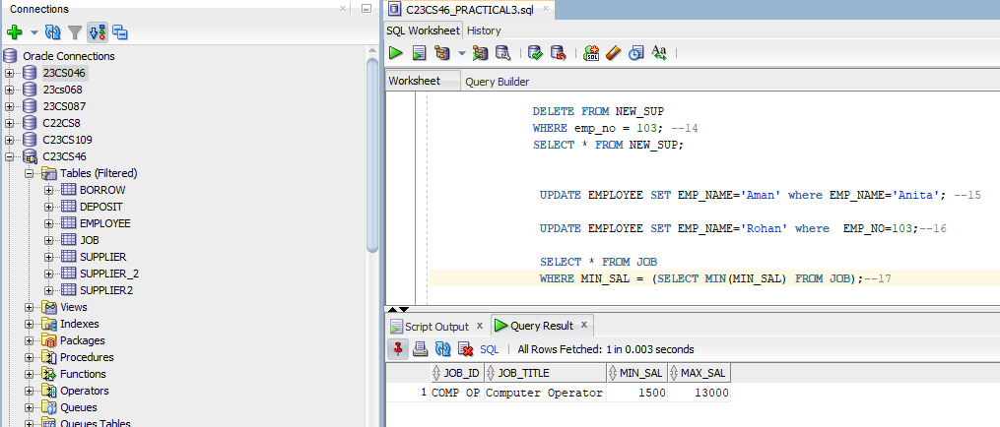 Connections
Oracle Connections
23CS046
23cs068
23CS087
C22CS8
C23CS109
C23CS46
Tables (Filtered)
BORROW
DEPOSIT
EMPLOYEE
JOB
SUPPLIER
SUPPLIER_2
SUPPLIER2
Views
Indexes
Packages
Procedures
Functions
Operators
Queues
Queues Tables
C23CS46_PRACTICAL3.sql
SQL Worksheet History
Worksheet Query Builder
DELETE FROM NEW_SUP
WHERE emp_no = 103; --14
SELECT * FROM NEW_SUP;
UPDATE EMPLOYEE SET EMP_NAME='Aman' where EMP_NAME='Anita'; --15
UPDATE EMPLOYEE SET EMP_NAME='Rohan' where  EMP_NO=103;--16
SELECT * FROM JOB
WHERE MIN_SAL = (SELECT MIN(MIN_SAL) FROM JOB);--17
Script Output x Query Result x
SQL | All Rows Fetched: 1 in 0.003 seconds
JOB_ID JOB_TITLE MIN_SAL MAX_SAL
1 COMP OP Computer Operator 1500 13000